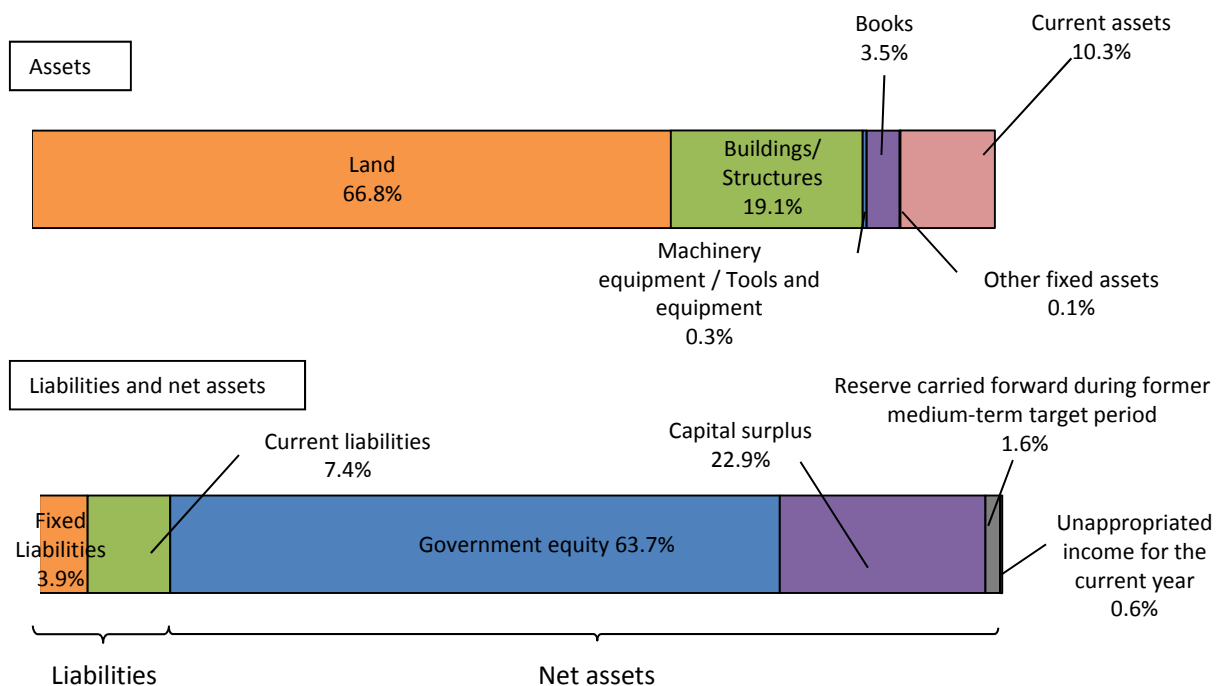 Assets
Books
3.5%
Current assets
10.3%
Land
66.8%
Buildings/
Structures
19.1%
Machinery
equipment / Tools and
equipment
0.3%
Other fixed assets
0.1%
Liabilities and net assets
Current liabilities
7.4%
Capital surplus
22.9%
Reserve carried forward during former
medium-term target period
1.6%
Fixed
Liabilities
3.9%
Government equity 63.7%
Unappropriated
income for the
current year
0.6%
Liabilities
Net assets